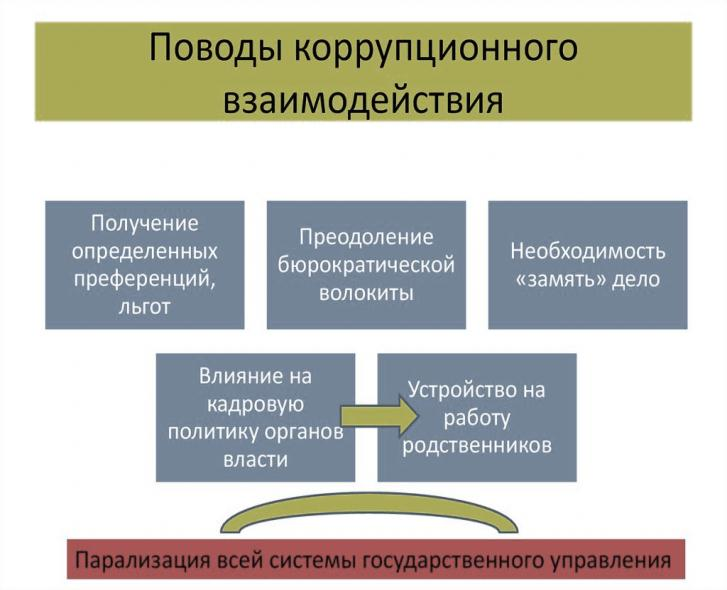 Поводы коррупционного
взаимодействия
Получение
определенных
преференций,
льгот
Преодоление
бюрократической
волокиты
Необходимость
«замять» дело
Влияние на
кадровую
политику органов
власти
Устройство на
работу
родственников
Парализация всей системы государственного управления